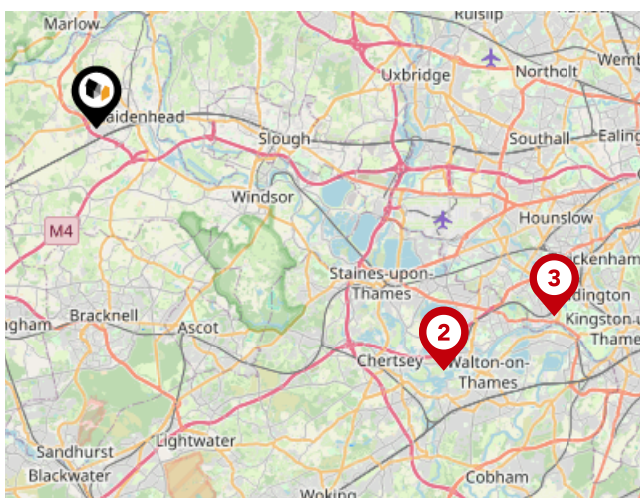 Marlow
Ruislip
Uxbridge
Northolt
Wemb
aidenhead
Slough
Southall
Ealing
Windsor
Hounslow
M4
ckenham
3
Staines-upon-
Thames
dington
Bracknell
Kingston-u
Thame
ngham
Ascot
2
Chertsey
Walton-on-
Thames
Lightwater
Sandhurst
Blackwater
Cobham
Woking